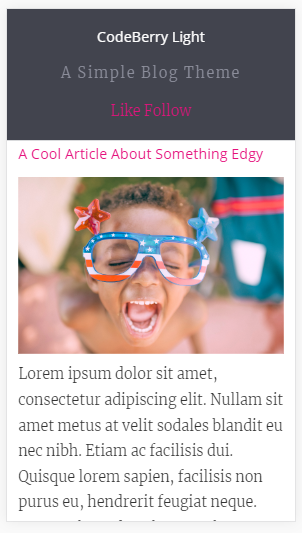 CodeBerry Light
A Simple Blog Theme
Like Follow
A Cool Article About Something Edgy
Lorem ipsum dolor sit amet,
consectetur adipiscing elit. Nullam sit
amet metus at velit sodales blandit eu
nec nibh. Etiam ac facilisis dui.
Quisque lorem sapien, facilisis non
purus eu, hendrerit feugiat neque.